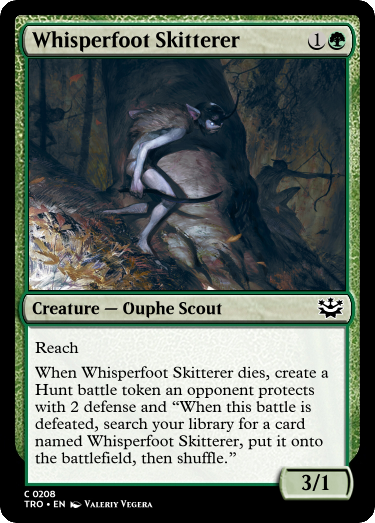 Whisperfoot Skitterer 1
Creature — Ouphe Scout
Reach
When Whisperfoot Skitterer dies, create a
Hunt battle token an opponent protects
with 2 defense and “When this battle is
defeated, search your library for a card
named Whisperfoot Skitterer, put it onto
the battlefield, then shuffle.”
3/1
C 0208
TRO • EN Valeriy Vegera